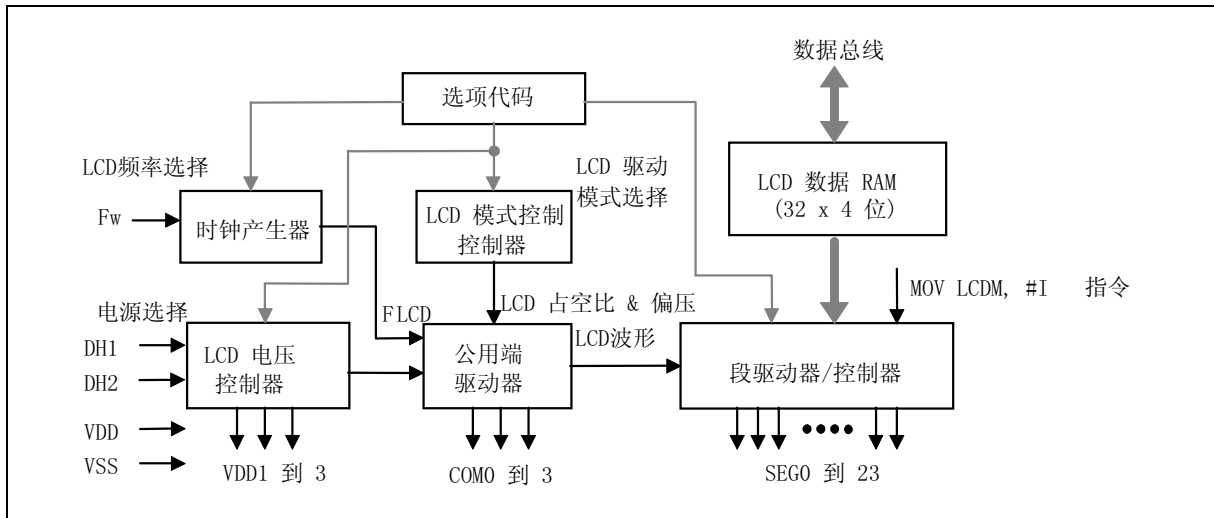 数据总线
选项代码
LCD频率选择
LCD 驱动
模式选择
LCD 数据 RAM
(32 x 4 位)
Fw
时钟产生器
LCD 模式控制
控制器
MOV LCDM, #I 指令
电源选择
FLCD
LCD 占空比 & 偏压
LCD波形
DH1
DH2
VDD
VSS
LCD 电压
控制器
公用端
驱动器
段驱动器/控制器
VDD1 到 3
COM0 到 3
SEG0 到 23